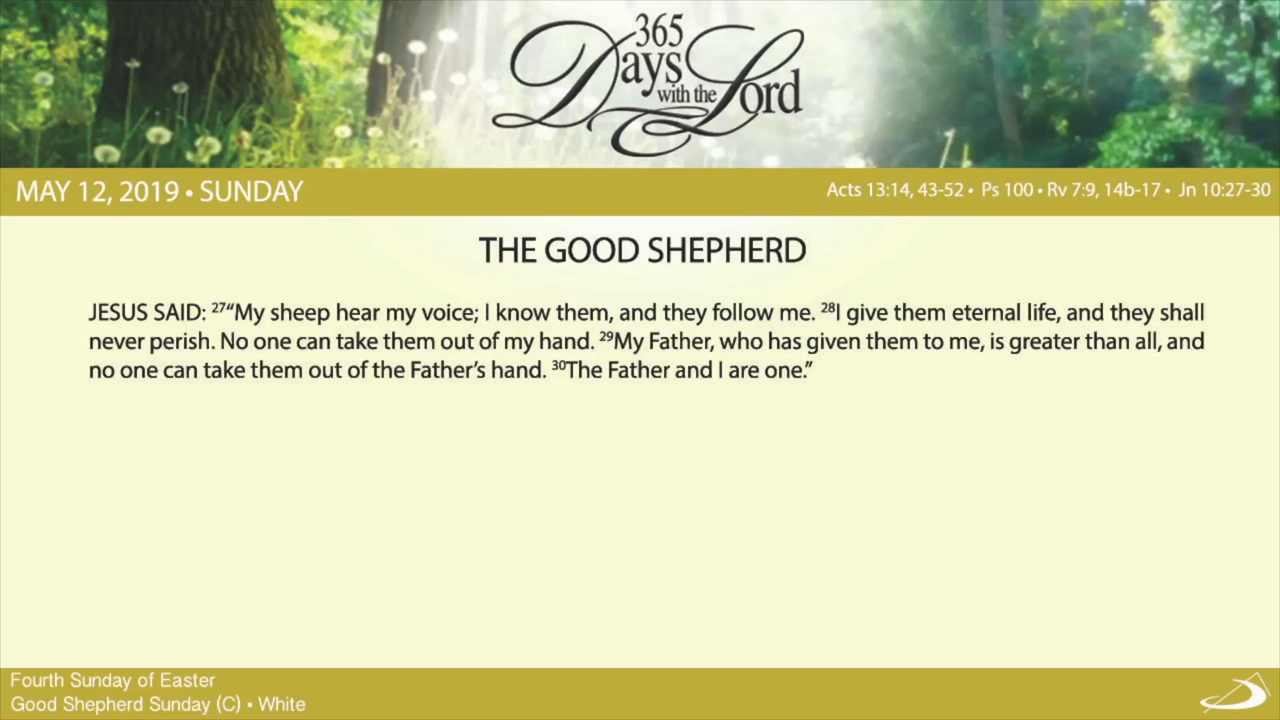 365
Days
with the Lord
MAY 12, 2019 • SUNDAY
Acts 13:14, 43-52 • Ps 100 • Rv 7:9, 14b-17 • Jn 10:27-30
THE GOOD SHEPHERD
JESUS SAID: ²⁷“My sheep hear my voice; I know them, and they follow me. ²⁸I give them eternal life, and they shall
never perish. No one can take them out of my hand. ²⁹My Father, who has given them to me, is greater than all, and
no one can take them out of the Father’s hand. ³⁰The Father and I are one.”
Fourth Sunday of Easter
Good Shepherd Sunday (C) • White